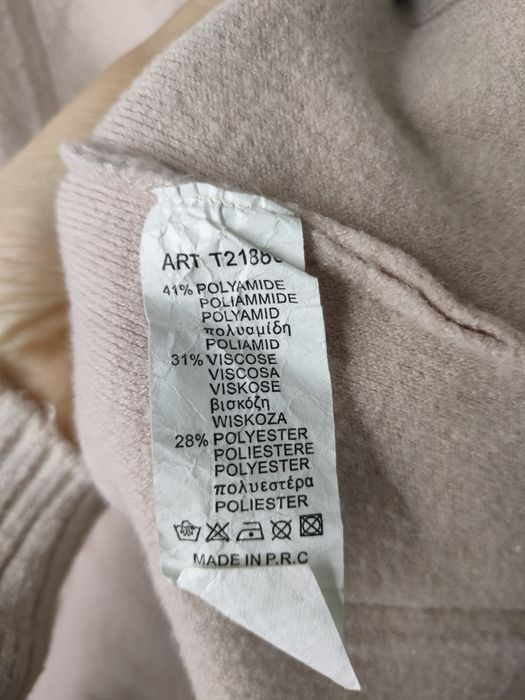 ART
41% POLYAMIDE
POLIAMMIDE
POLYAMID
πολυαμίδη
POLIAMID
31% VISCOSE
VISCOSA
VISKOSE
βισκόζη
WISKOZA
28% POLYESTER
POLIESTERE
POLYESTER
πολυεστέρα
POLIESTER
MADE IN P.R.C